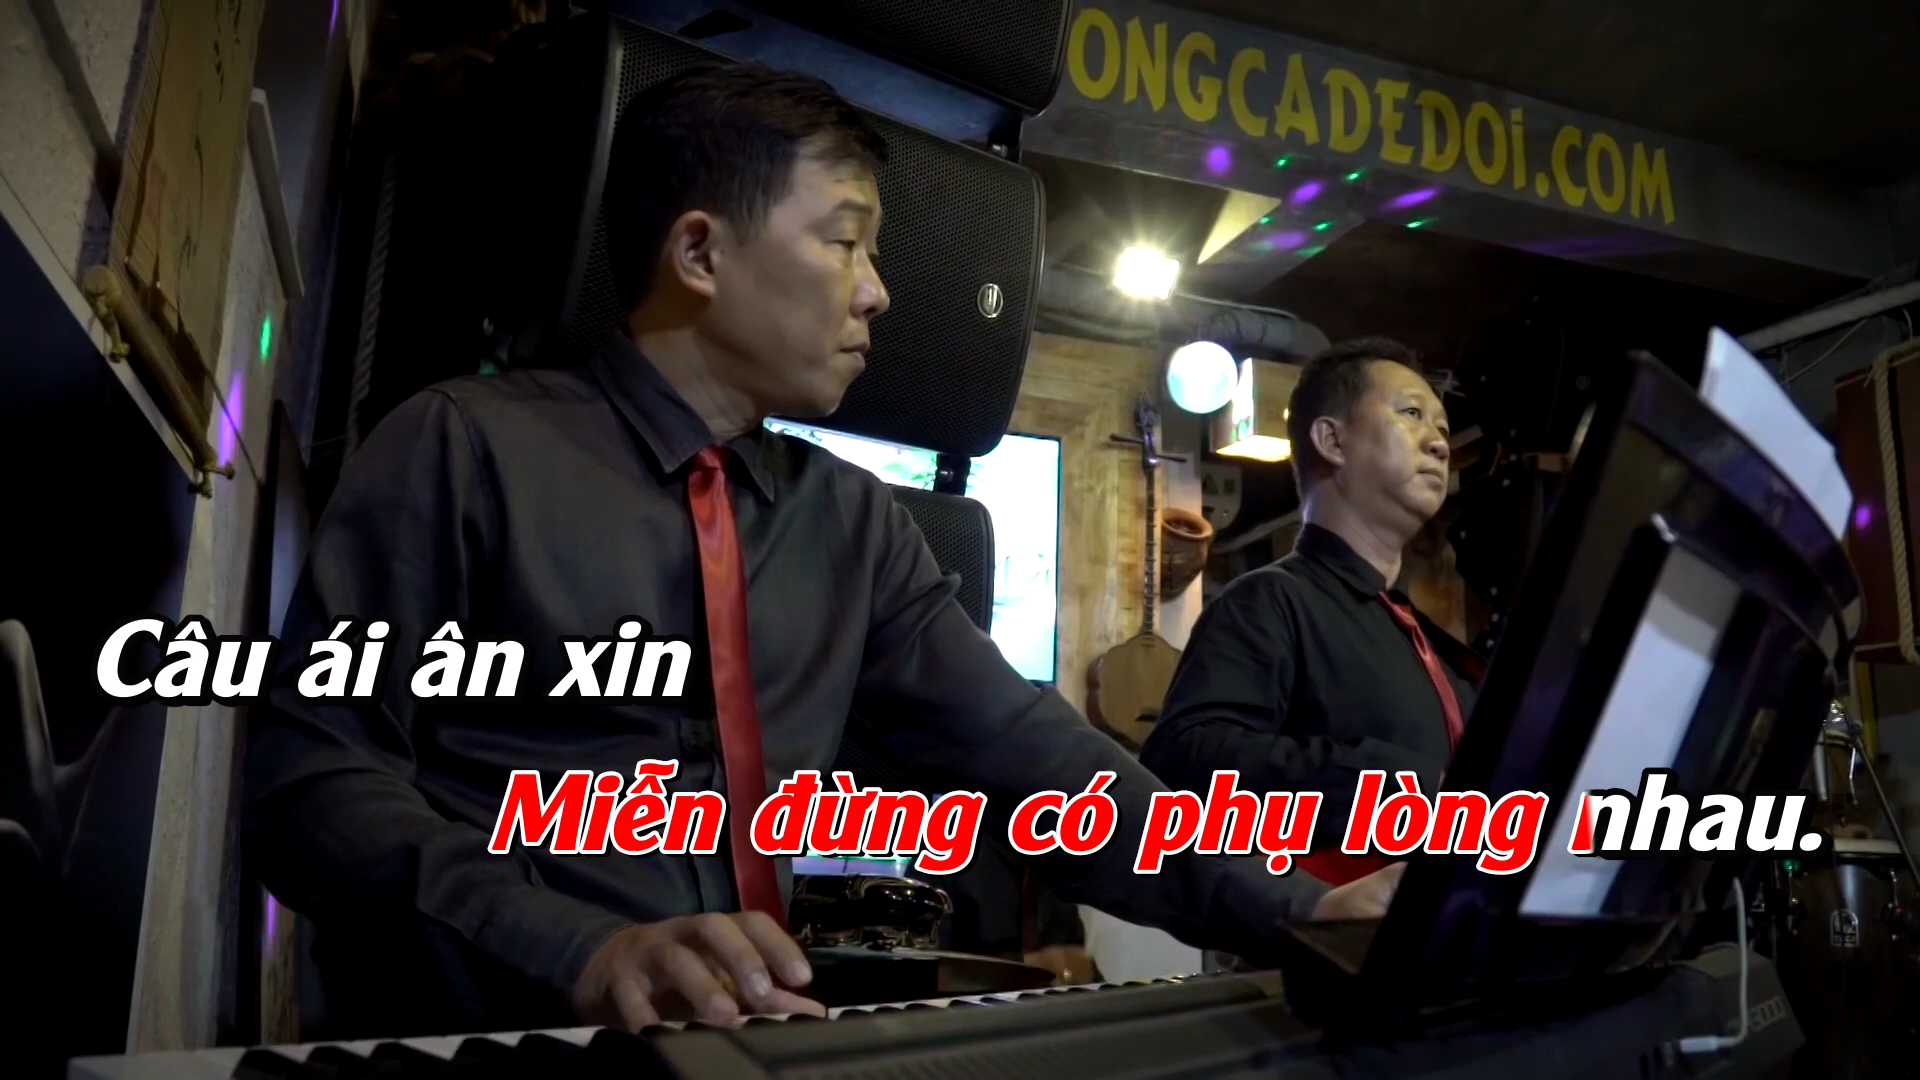 ONGCADEDOi.COM
Câu ái ân xin
Miễn đừng có phụ lòng nhau.